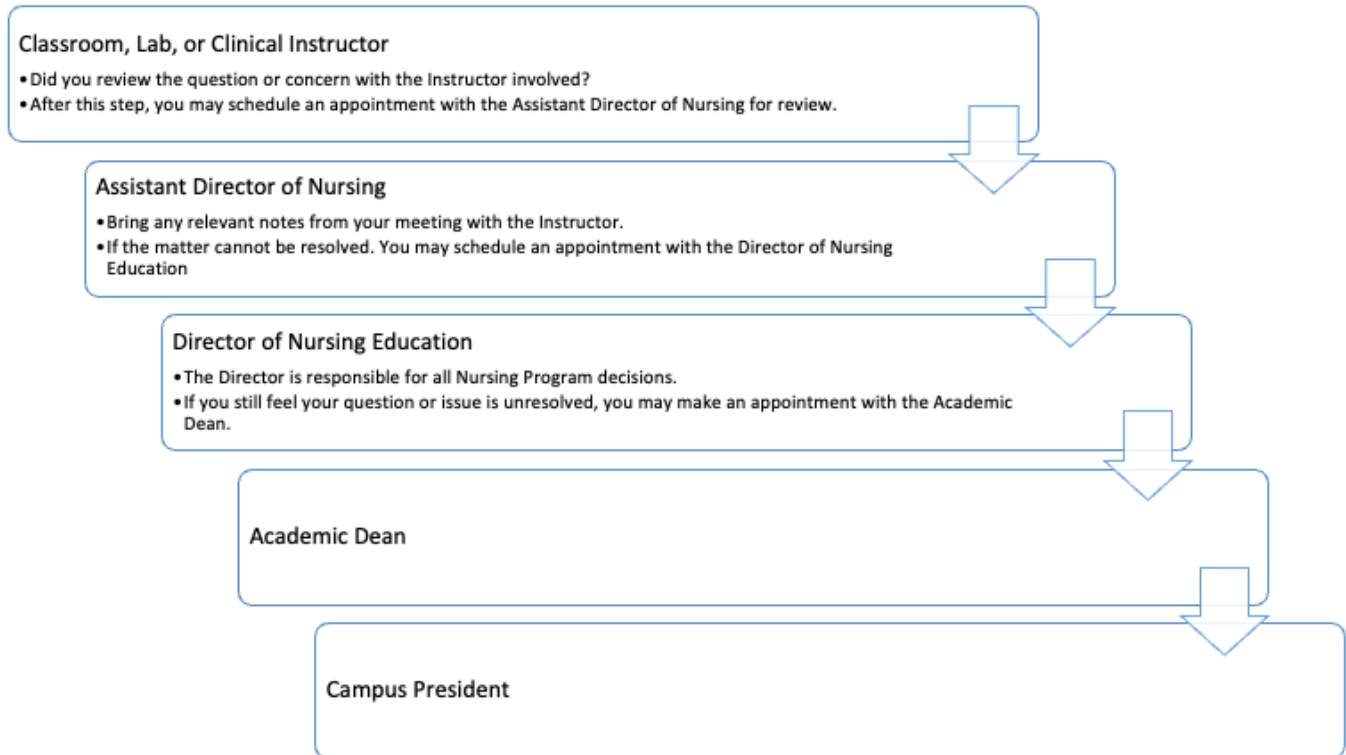 Classroom, Lab, or Clinical Instructor
•Did you review the question or concern with the Instructor involved?
•After this step, you may schedule an appointment with the Assistant Director of Nursing for review.
Assistant Director of Nursing
•Bring any relevant notes from your meeting with the Instructor.
•If the matter cannot be resolved. You may schedule an appointment with the Director of Nursing
Education
Director of Nursing Education
•The Director is responsible for all Nursing Program decisions.
•If you still feel your question or issue is unresolved, you may make an appointment with the Academic
Dean.
Academic Dean
Campus President